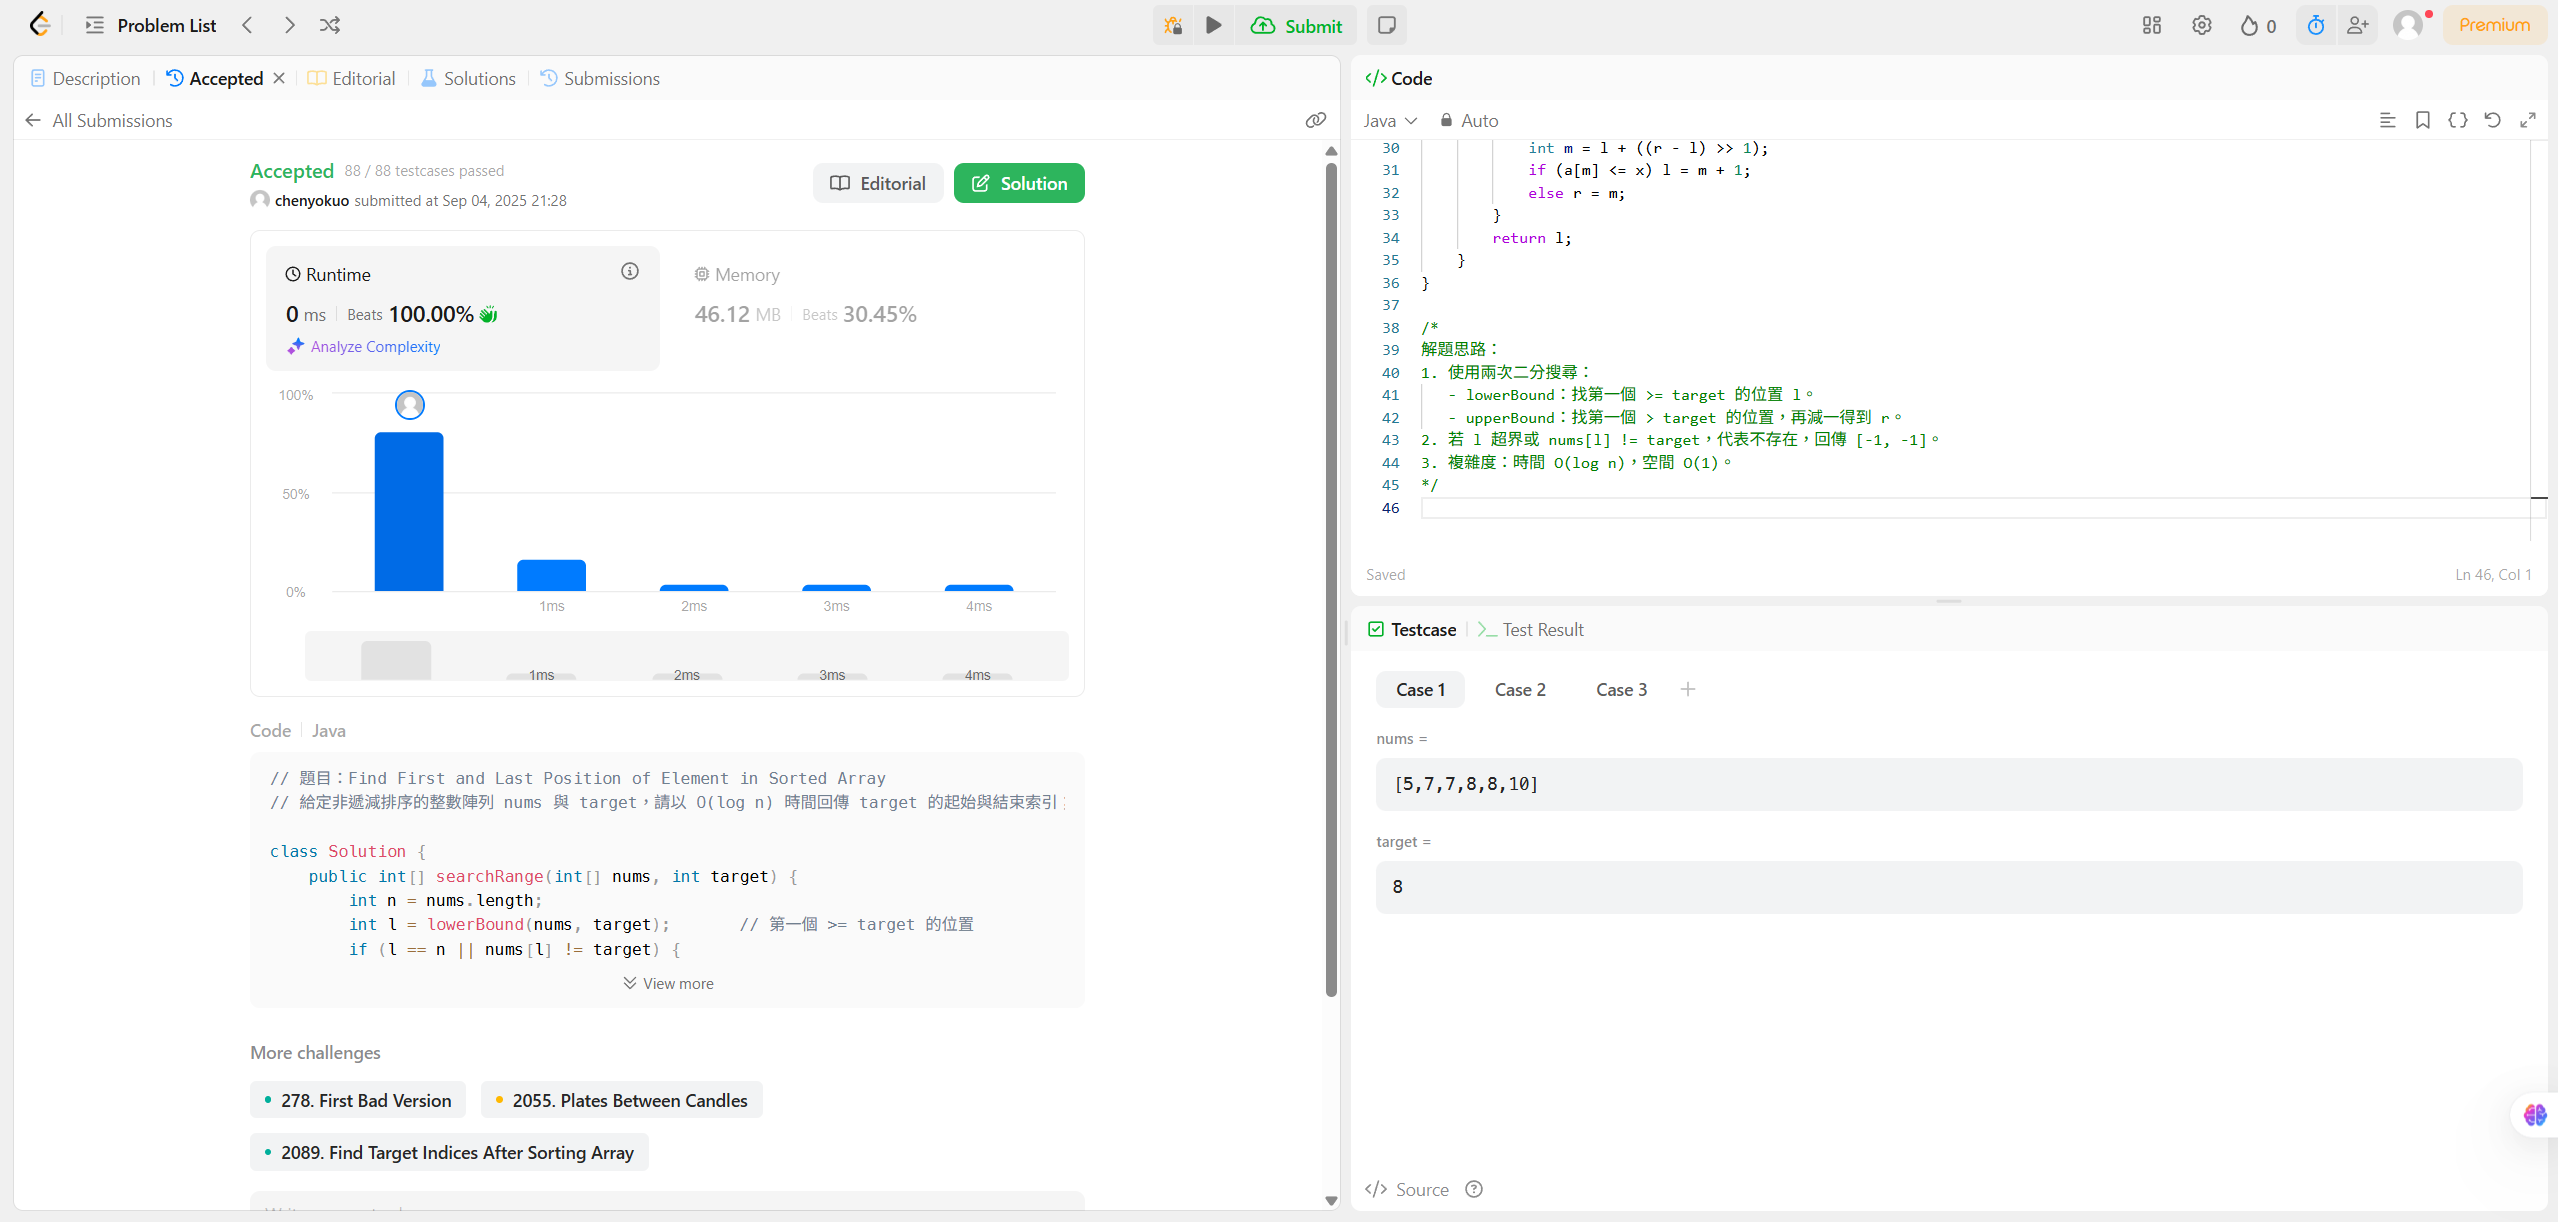 Problem List
Submit
0
Premium
Description
Accepted
Editorial
Solutions
Submissions
All Submissions
Accepted 88 / 88 testcases passed
chenyokuo submitted at Sep 04, 2025 21:28
Editorial
Solution
Runtime
0 ms Beats 100.00%
Analyze Complexity
Memory
46.12 MB Beats 30.45%
100%
50%
0%
1ms 2ms 3ms 4ms
1ms 2ms 3ms 4ms
Code Java
// 題目：Find First and Last Position of Element in Sorted Array
// 給定非遞減排序的整數陣列 nums 與 target，請以 O(log n) 時間回傳 target 的起始與結束索引
class Solution {
public int[] searchRange(int[] nums, int target) {
int n = nums.length;
int l = lowerBound(nums, target); // 第一個 >= target 的位置
if (l == n || nums[l] != target) {
View more
More challenges
278. First Bad Version
2055. Plates Between Candles
2089. Find Target Indices After Sorting Array
</> Code
Java
Auto
30 int m = l + ((r - l) >> 1);
31 if (a[m] <= x) l = m + 1;
32 else r = m;
33 }
34 return l;
35 }
36 }
37
38 /*
39 解題思路：
40 1. 使用兩次二分搜尋：
41 - lowerBound：找第一個 >= target 的位置 l。
42 - upperBound：找第一個 > target 的位置，再減一得到 r。
43 2. 若 l 超界或 nums[l] != target，代表不存在，回傳 [-1, -1]。
44 3. 複雜度：時間 O(log n)，空間 O(1)。
45 */
46
Saved
Ln 46, Col 1
Testcase
Test Result
Case 1
Case 2
Case 3
nums =
[5,7,7,8,8,10]
target =
8
</> Source